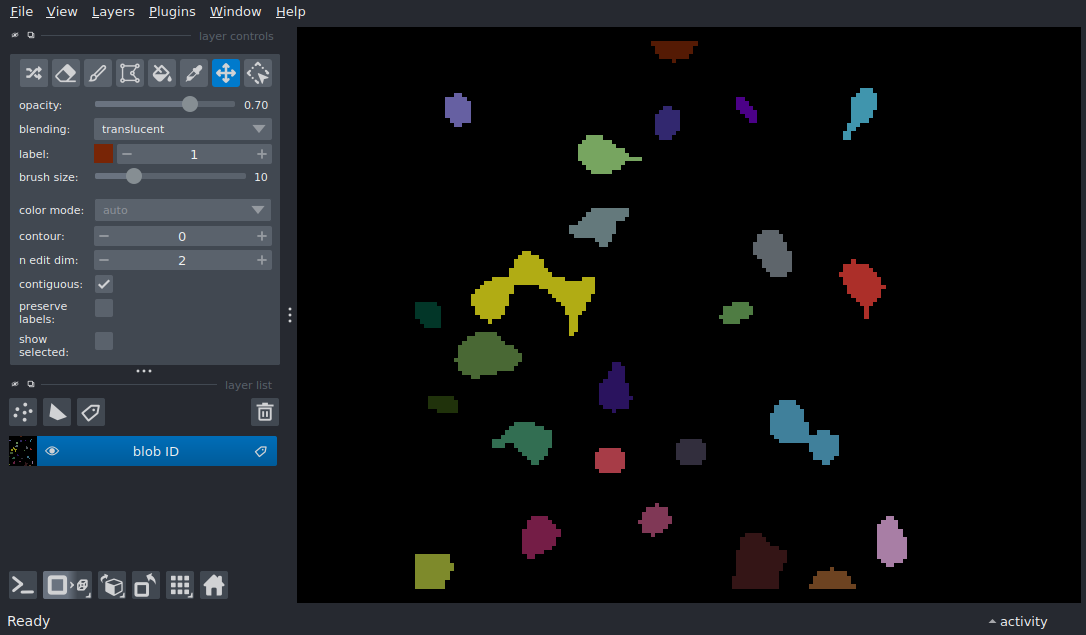 File View Layers Plugins Window Help
layer controls
opacity: 0.70
blending: translucent
label: 1
brush size: 10
color mode: auto
contour: 0
n edit dim: 2
contiguous:
preserve
labels:
show
selected:
layer list
blob ID
Ready
activity